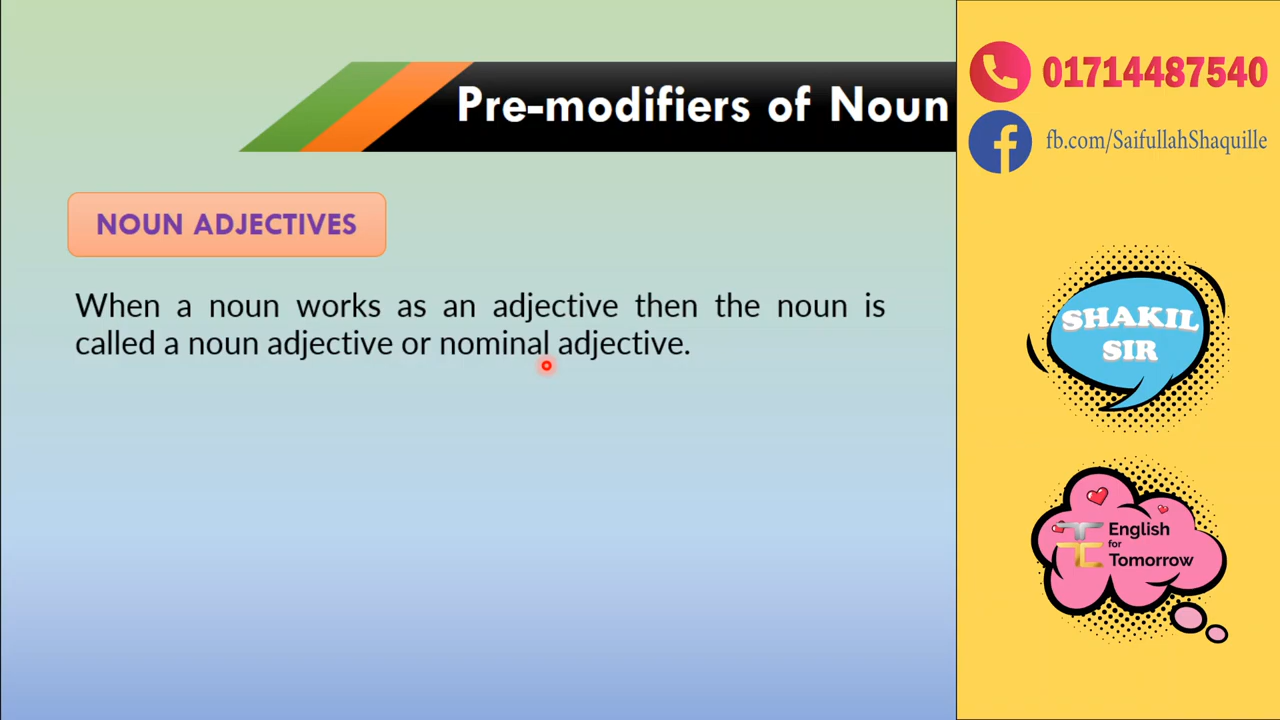 Pre-modifiers of Noun
NOUN ADJECTIVES
When a noun works as an adjective then the noun is
called a noun adjective or nominal adjective.
01714487540
fb.com/SaifullahShaquille
SHAKIL
SIR
English
for
Tomorrow